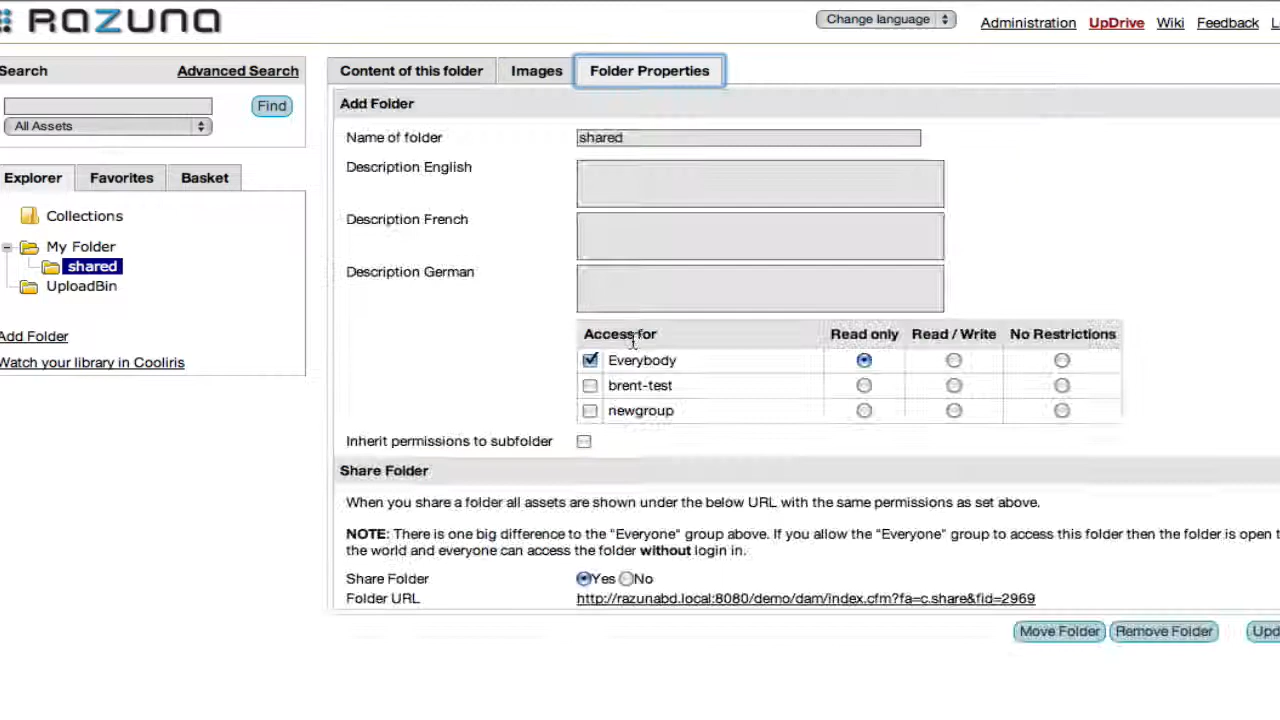 RAZUNA
Change language
Administration UpDrive Wiki Feedback
Search Advanced Search
Find
All Assets
Explorer Favorites Basket
Collections
My Folder
shared
UploadBin
Add Folder
Watch your library in Cooliris
Content of this folder Images Folder Properties
Add Folder
Name of folder shared
Description English
Description French
Description German
Access for Read only Read / Write No Restrictions
Everybody
brent-test
newgroup
Inherit permissions to subfolder
Share Folder
When you share a folder all assets are shown under the below URL with the same permissions as set above.
NOTE: There is one big difference to the "Everyone" group above. If you allow the "Everyone" group to access this folder then the folder is open
the world and everyone can access the folder without login in.
Share Folder Yes No
Folder URL http://razunabd.local:8080/demo/dam/index.cfm?fa=c.share&fid=2969
Move Folder Remove Folder